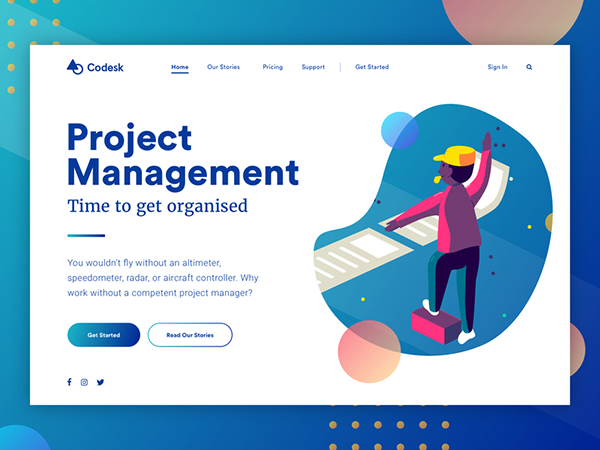 Codesk
Home Our Stories Pricing Support Get Started Sign In
Project
Management
Time to get organised
You wouldn't fly without an altimeter,
speedometer, radar, or aircraft controller. Why
work without a competent project manager?
Get Started Read Our Stories